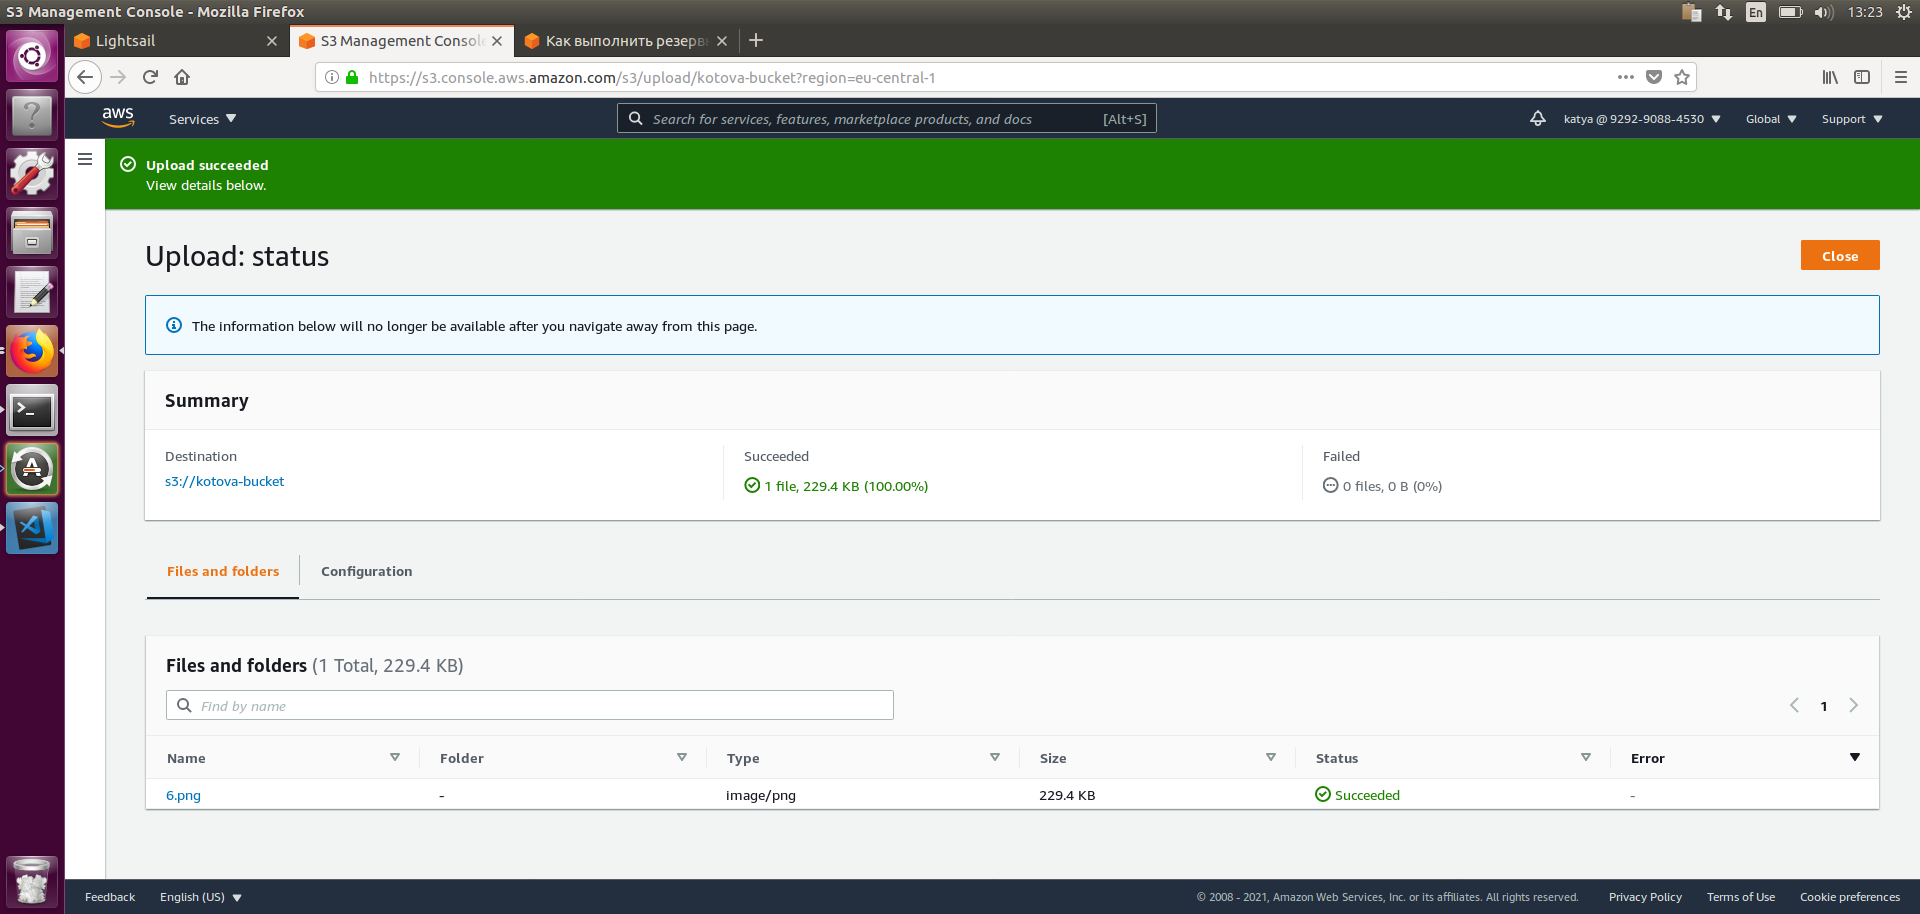 S3 Management Console - Mozilla Firefox
En
13:23
Lightsail
S3 Management Consol
Как выполнить резерв
https://s3.console.aws.amazon.com/s3/upload/kotova-bucket?region=eu-central-1
aws
Services
Search for services, features, marketplace products, and docs
[Alt+S]
katya @ 9292-9088-4530
Global
Support
Upload succeeded
View details below.
Upload: status
Close
The information below will no longer be available after you navigate away from this page.
Summary
Destination
s3://kotova-bucket
Succeeded
1 file, 229.4 KB (100.00%)
Failed
0 files, 0 B (0%)
Files and folders
Configuration
Files and folders (1 Total, 229.4 KB)
Find by name
1
Name Folder Type Size Status Error
6.png - image/png 229.4 KB Succeeded -
Feedback
English (US)
© 2008 - 2021, Amazon Web Services, Inc. or its affiliates. All rights reserved.
Privacy Policy
Terms of Use
Cookie preferences